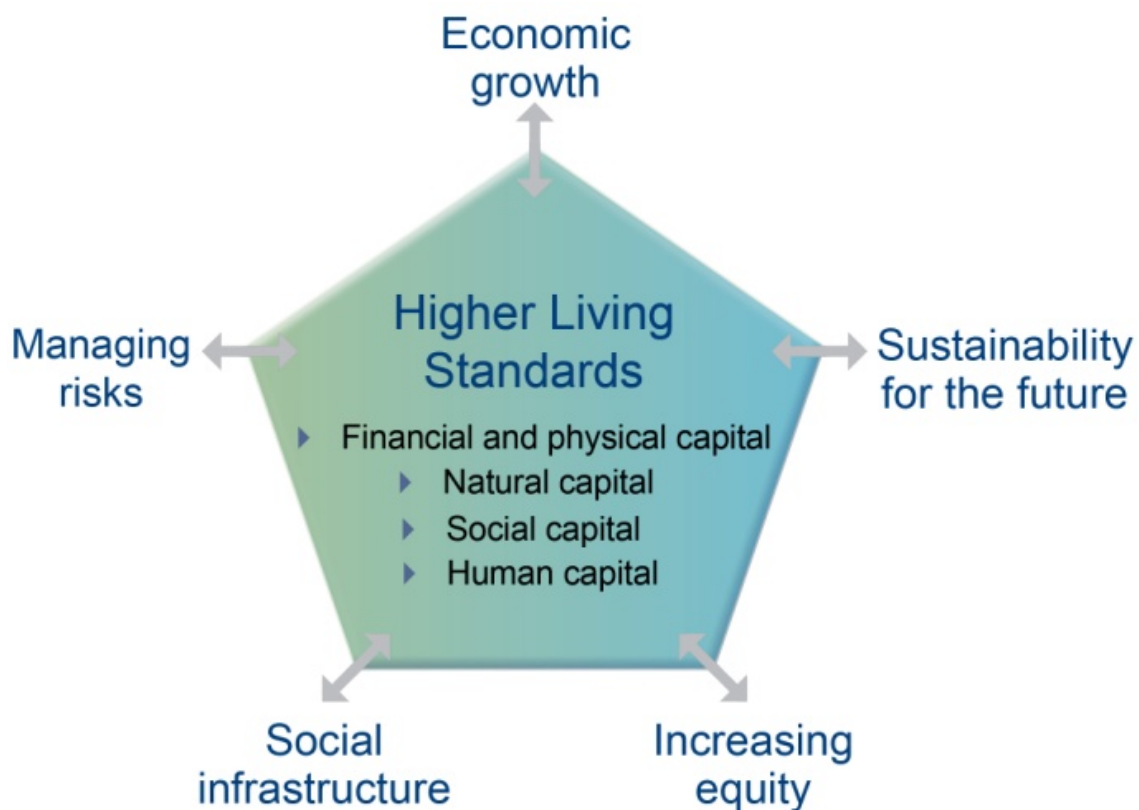 Economic
growth
Managing
risks
Higher Living
Standards
Sustainability
for the future
Financial and physical capital
Natural capital
Social capital
Human capital
Social
infrastructure
Increasing
equity